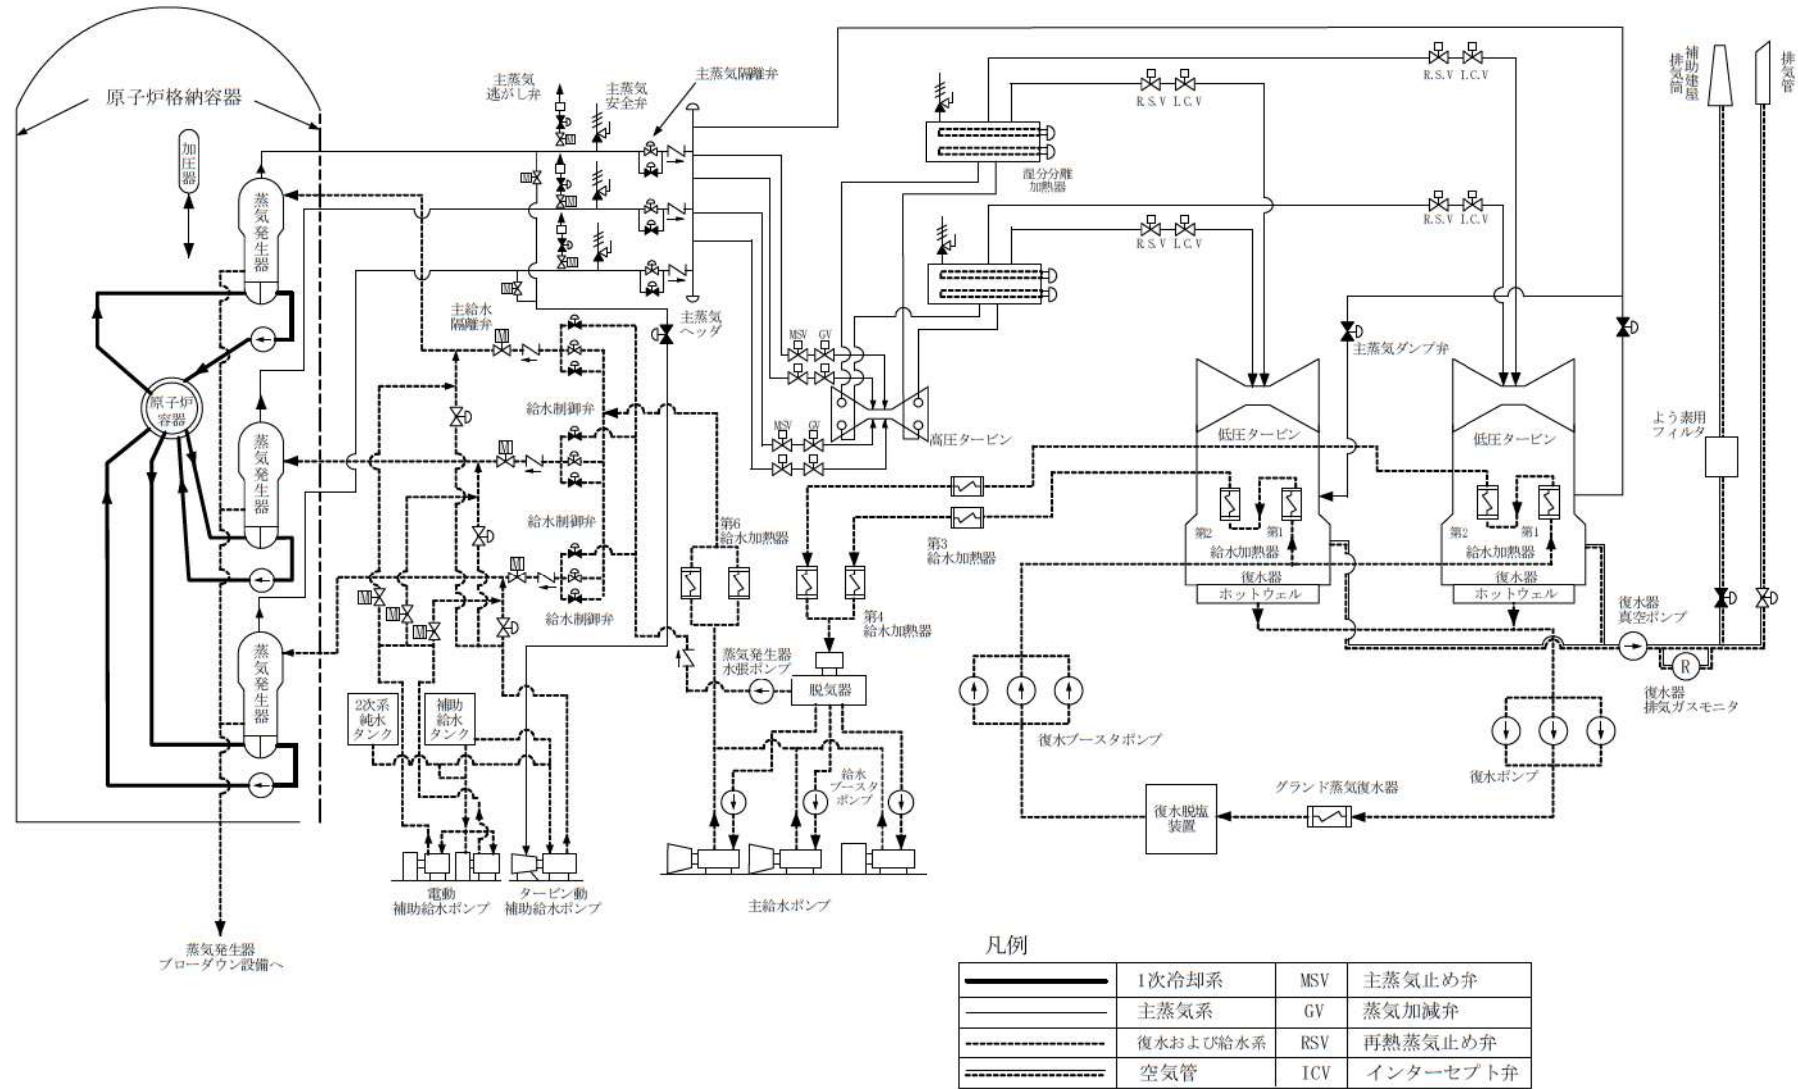 原子炉格納容器
加圧器
蒸気発生器
原子炉
容器
蒸気発生器
蒸気発生器
蒸気発生器
ブローダウン設備へ
主蒸気
逃がし弁
主蒸気
安全弁
主蒸気隔離弁
M
M
M
M
M
主蒸気
ヘッダ
主給水
隔離弁
M
給水制御弁
M
給水制御弁
M
給水制御弁
M
M
M
2次系
純水
タンク
補助
給水
タンク
電動
補助給水ポンプ
タービン動
補助給水ポンプ
第6
給水加熱器
蒸気発生器
水張ポンプ
脱気器
給水
ブースタ
ポンプ
主給水ポンプ
第4
給水加熱器
第3
給水加熱器
MSV GV
MSV GV
高圧タービン
湿分分離
加熱器
R.S.V I.C.V
R.S.V I.C.V
R.S.V I.C.V
R.S.V I.C.V
主蒸気ダンプ弁
低圧タービン
第2 第1
給水加熱器
復水器
ホットウェル
低圧タービン
第2 第1
給水加熱器
復水器
ホットウェル
復水ブースタポンプ
復水脱塩
装置
グランド蒸気復水器
復水ポンプ
復水器
真空ポンプ
R
復水器
排気ガスモニタ
よう素用
フィルタ
補助建屋
排気筒
排気管
凡例
1次冷却系 MSV 主蒸気止め弁
主蒸気系 GV 蒸気加減弁
復水および給水系 RSV 再熱蒸気止め弁
空気管 ICV インターセプト弁